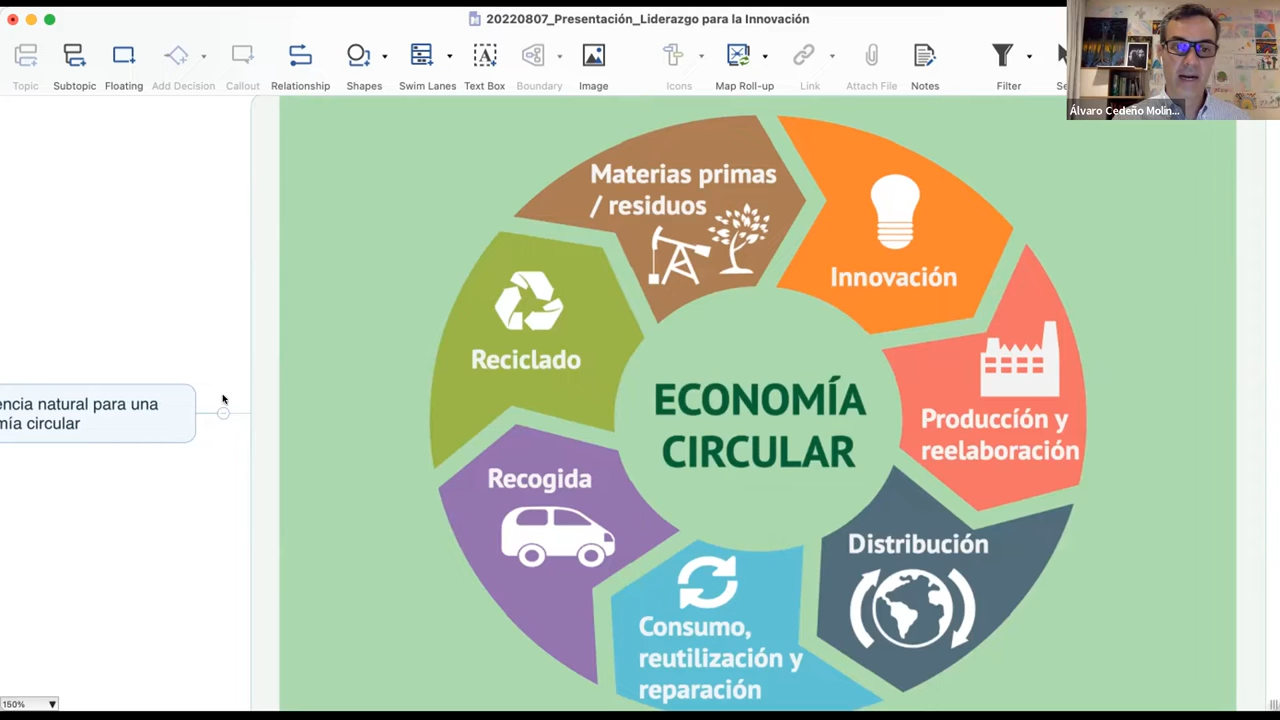 20220807_Presentación_Liderazgo para la Innovación
Topic
Subtopic
Floating
Add Decision
Callout
Relationship
Shapes
Swim Lanes
Text Box
Boundary
Image
Icons
Map Roll-up
Link
Attach File
Notes
Filter
Álvaro Cedeño Molin...
Materias primas
/ residuos
Innovación
Reciclado
Produccíón y
reelaboración
ECONOMÍA
CIRCULAR
encia natural para una
mía circular
Recogida
Distribución
Consumo,
reutilización y
reparación
150%